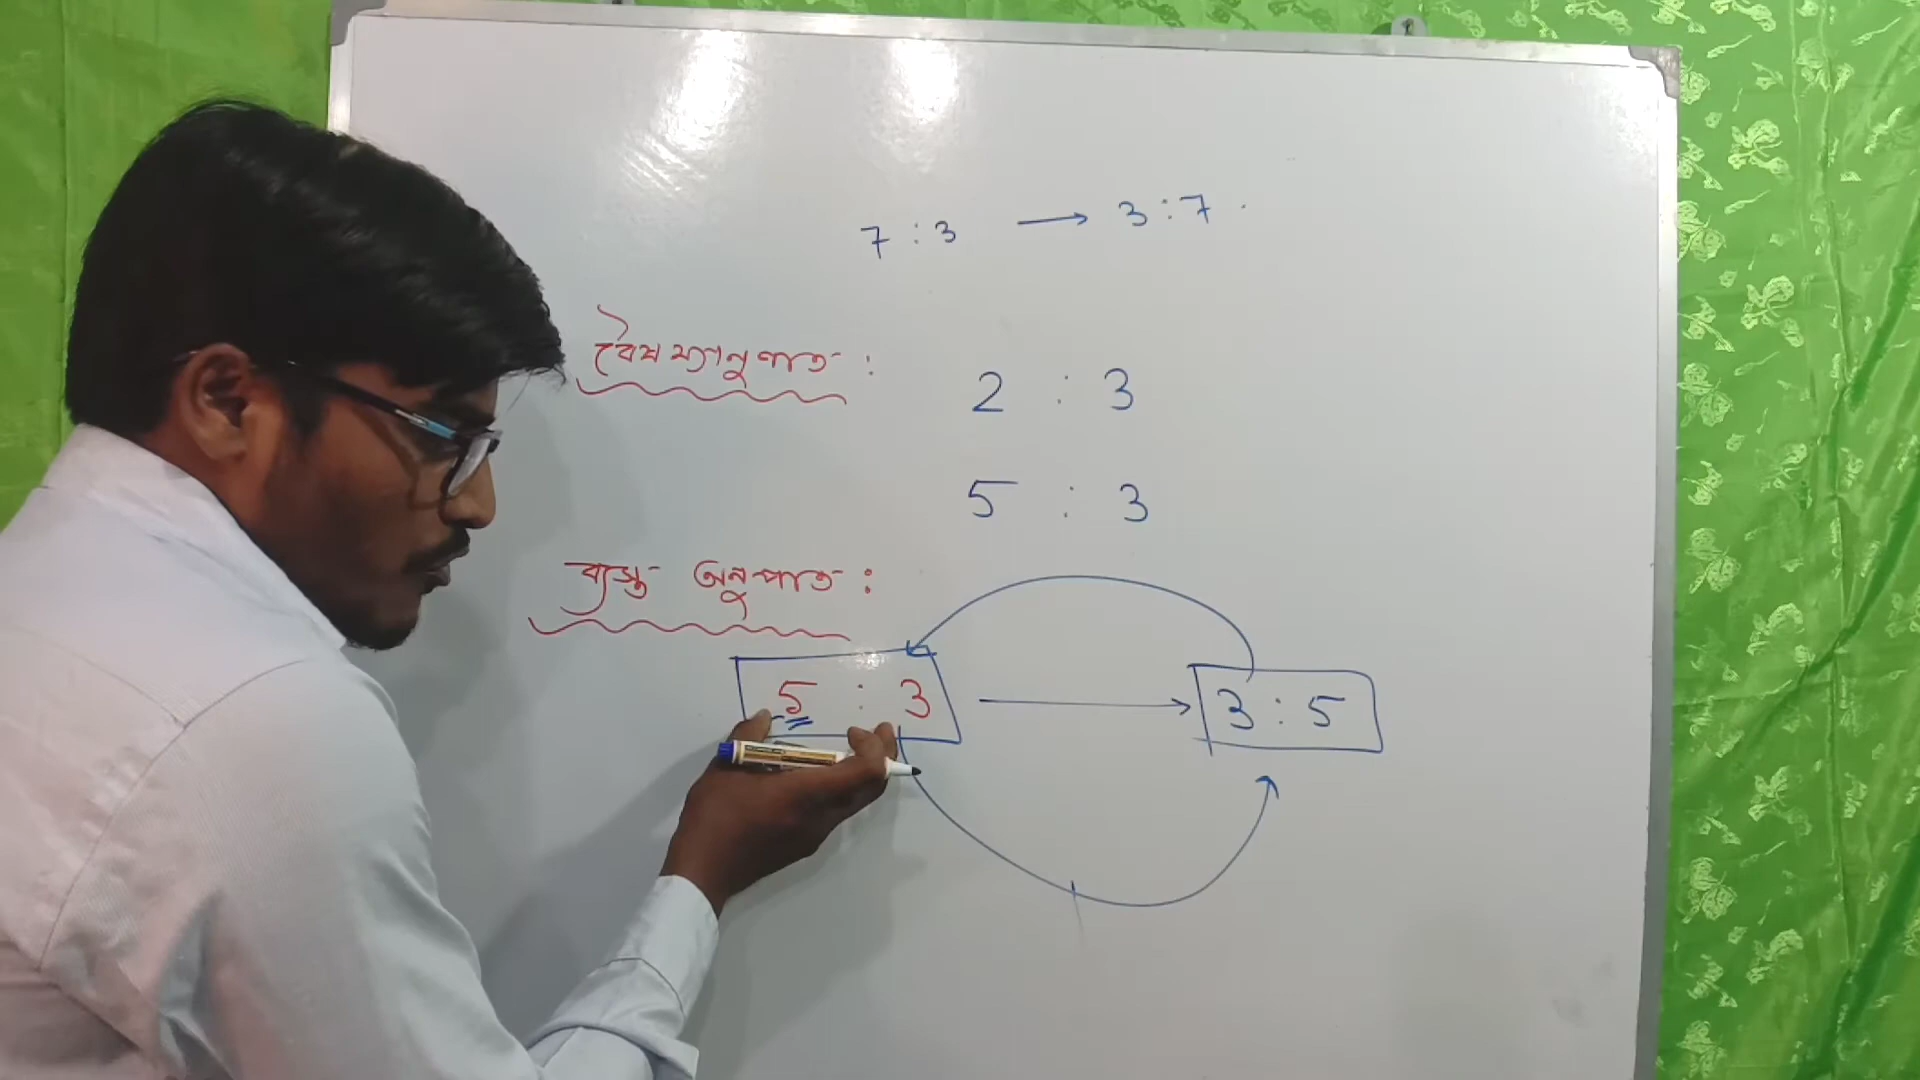 7 : 3 → 3 : 7
বৈষম্যানুপাত : 2 : 3
5 : 3
ব্যস্ত অনুপাত :
5 : 3 → 3 : 5